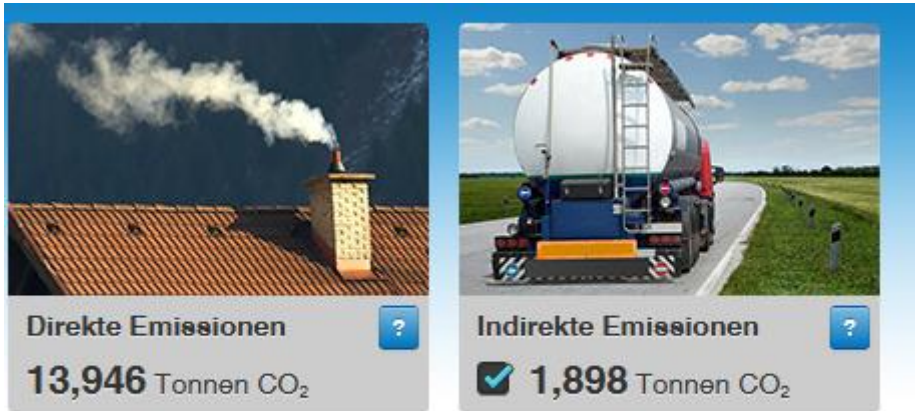 Direkte Emissionen ?
13,946 Tonnen CO₂
Indirekte Emissionen ?
1,898 Tonnen CO₂